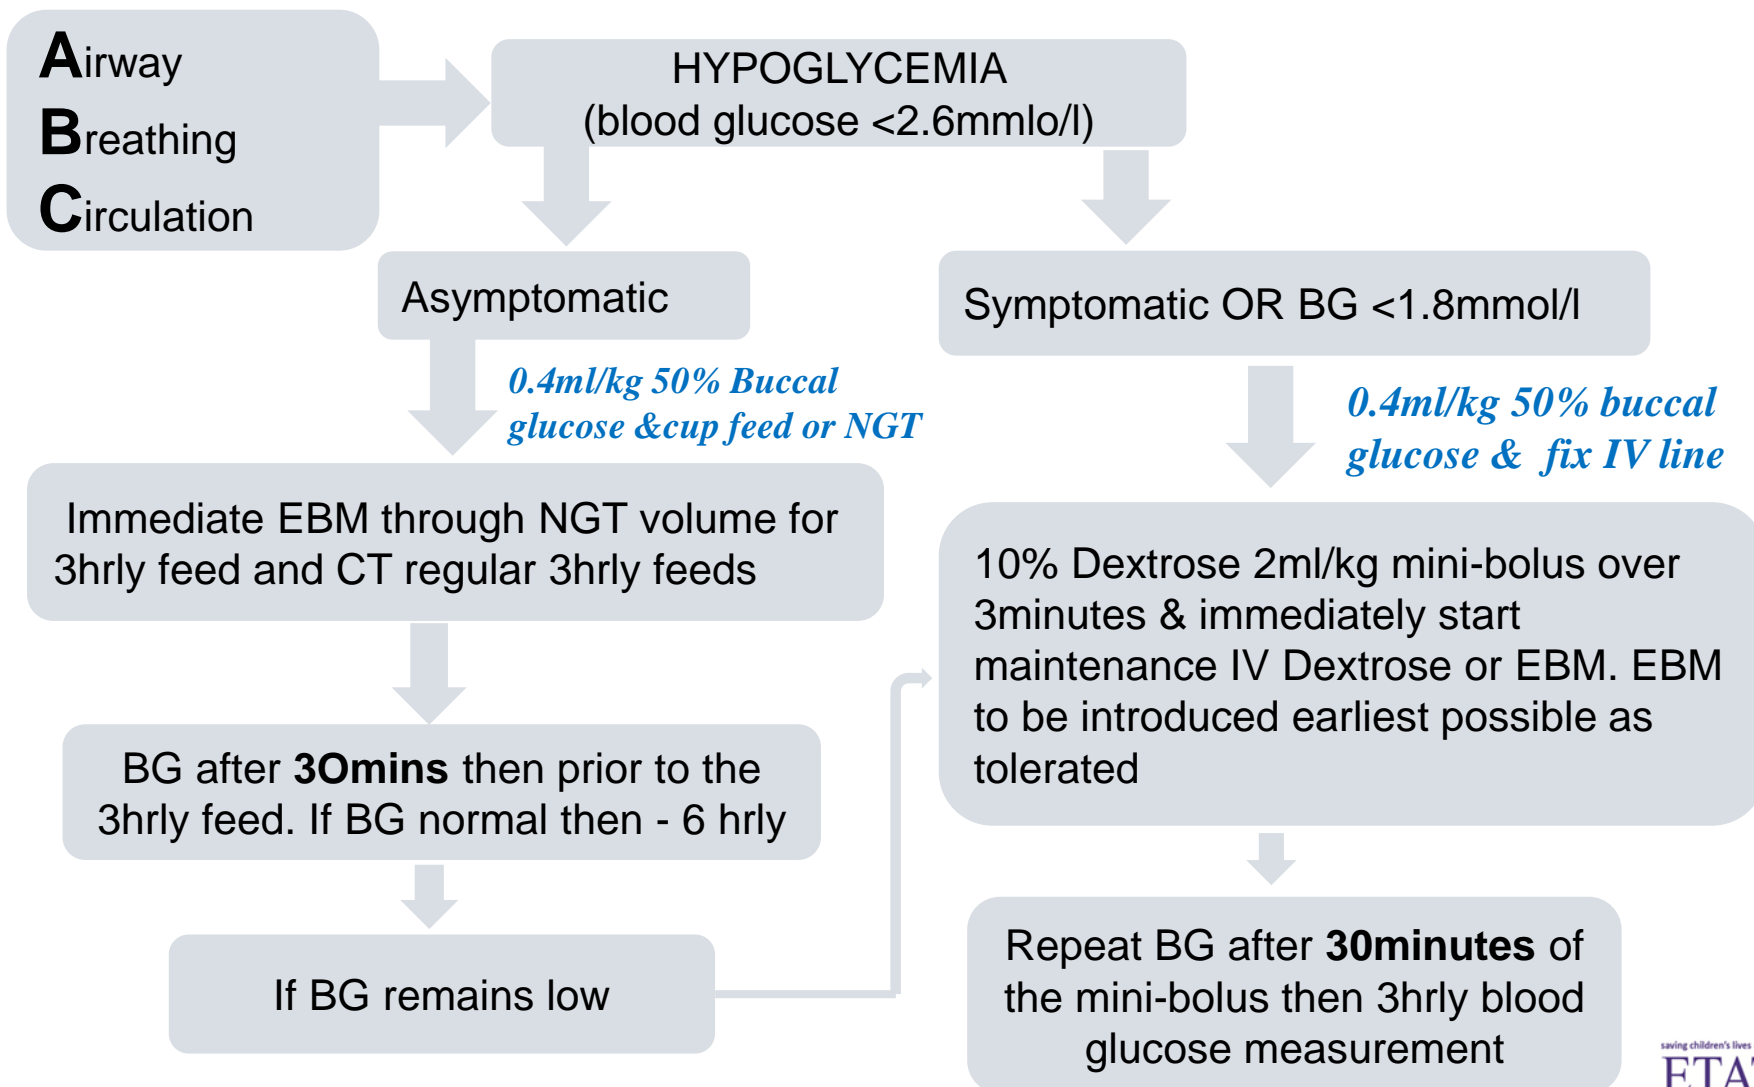 Airway
Breathing
Circulation
HYPOGLYCEMIA
(blood glucose <2.6mmlo/l)
Asymptomatic
Symptomatic OR BG <1.8mmol/l
0.4ml/kg 50% Buccal
glucose &cup feed or NGT
0.4ml/kg 50% buccal
glucose & fix IV line
Immediate EBM through NGT volume for
3hrly feed and CT regular 3hrly feeds
10% Dextrose 2ml/kg mini-bolus over
3minutes & immediately start
maintenance IV Dextrose or EBM. EBM
to be introduced earliest possible as
tolerated
BG after 3Omins then prior to the
3hrly feed. If BG normal then - 6 hrly
If BG remains low
Repeat BG after 30minutes of
the mini-bolus then 3hrly blood
glucose measurement
saving children's lives
ETAT